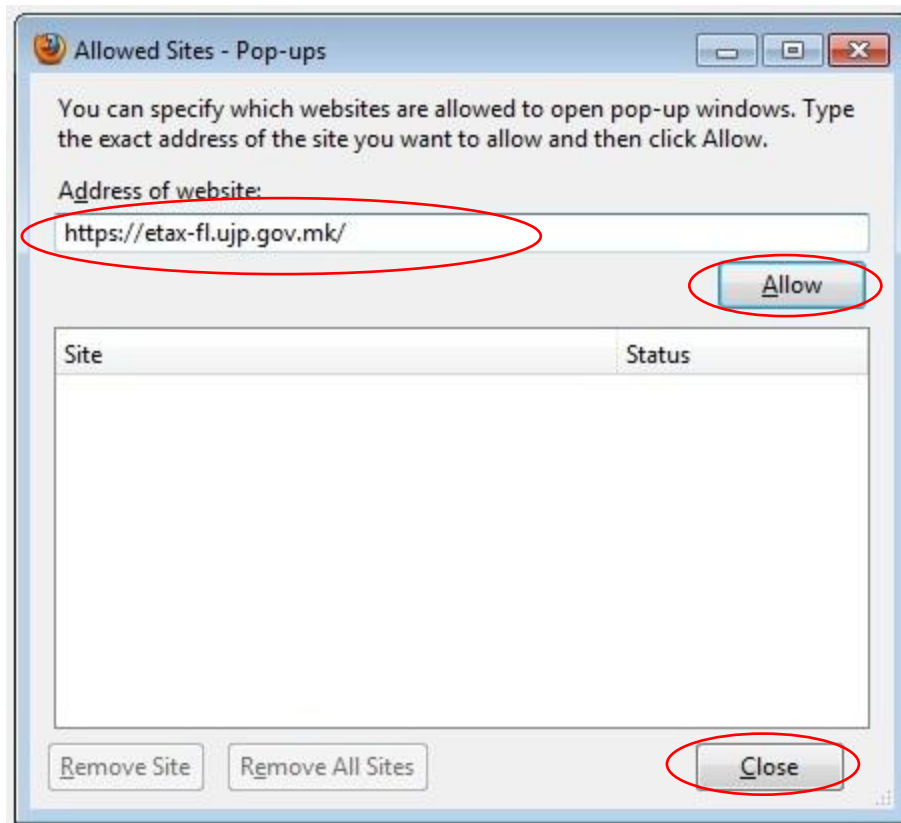 Allowed Sites - Pop-ups
You can specify which websites are allowed to open pop-up windows. Type
the exact address of the site you want to allow and then click Allow.
Address of website:
https://etax-fl.ujp.gov.mk/
Allow
Site Status
Remove Site Remove All Sites Close